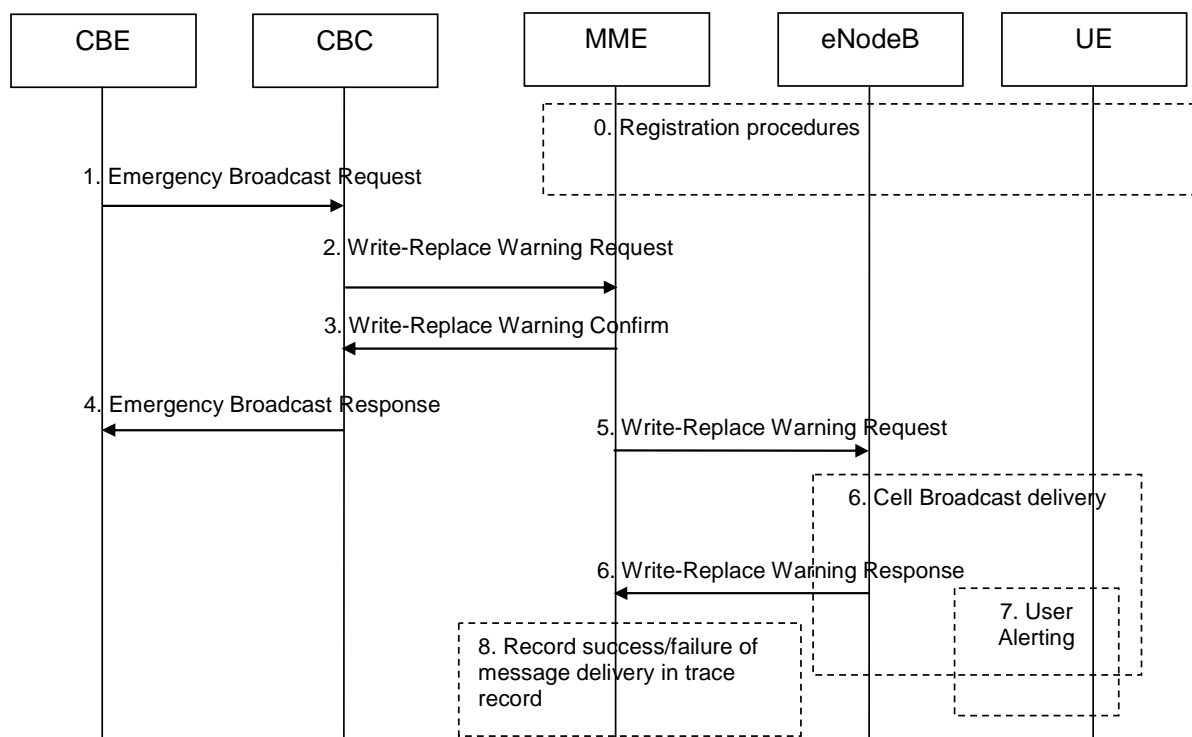 CBE
CBC
MME
eNodeB
UE
0. Registration procedures
1. Emergency Broadcast Request
2. Write-Replace Warning Request
3. Write-Replace Warning Confirm
4. Emergency Broadcast Response
5. Write-Replace Warning Request
6. Cell Broadcast delivery
6. Write-Replace Warning Response
7. User
Alerting
8. Record success/failure of
message delivery in trace
record